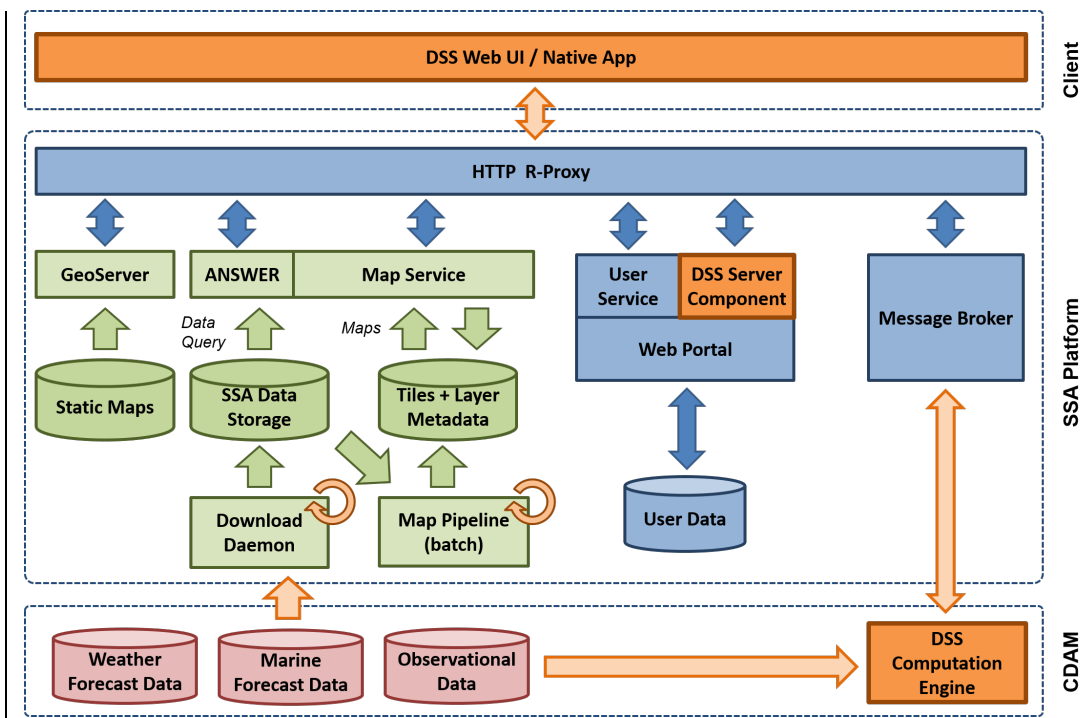 DSS Web UI / Native App
Client
HTTP R-Proxy
GeoServer
ANSWER
Map Service
User
Service
DSS Server
Component
Web Portal
Message Broker
Data
Query
Maps
Static Maps
SSA Data
Storage
Tiles + Layer
Metadata
User Data
Download
Daemon
Map Pipeline
(batch)
SSA Platform
Weather
Forecast Data
Marine
Forecast Data
Observational
Data
DSS
Computation
Engine
CDAM